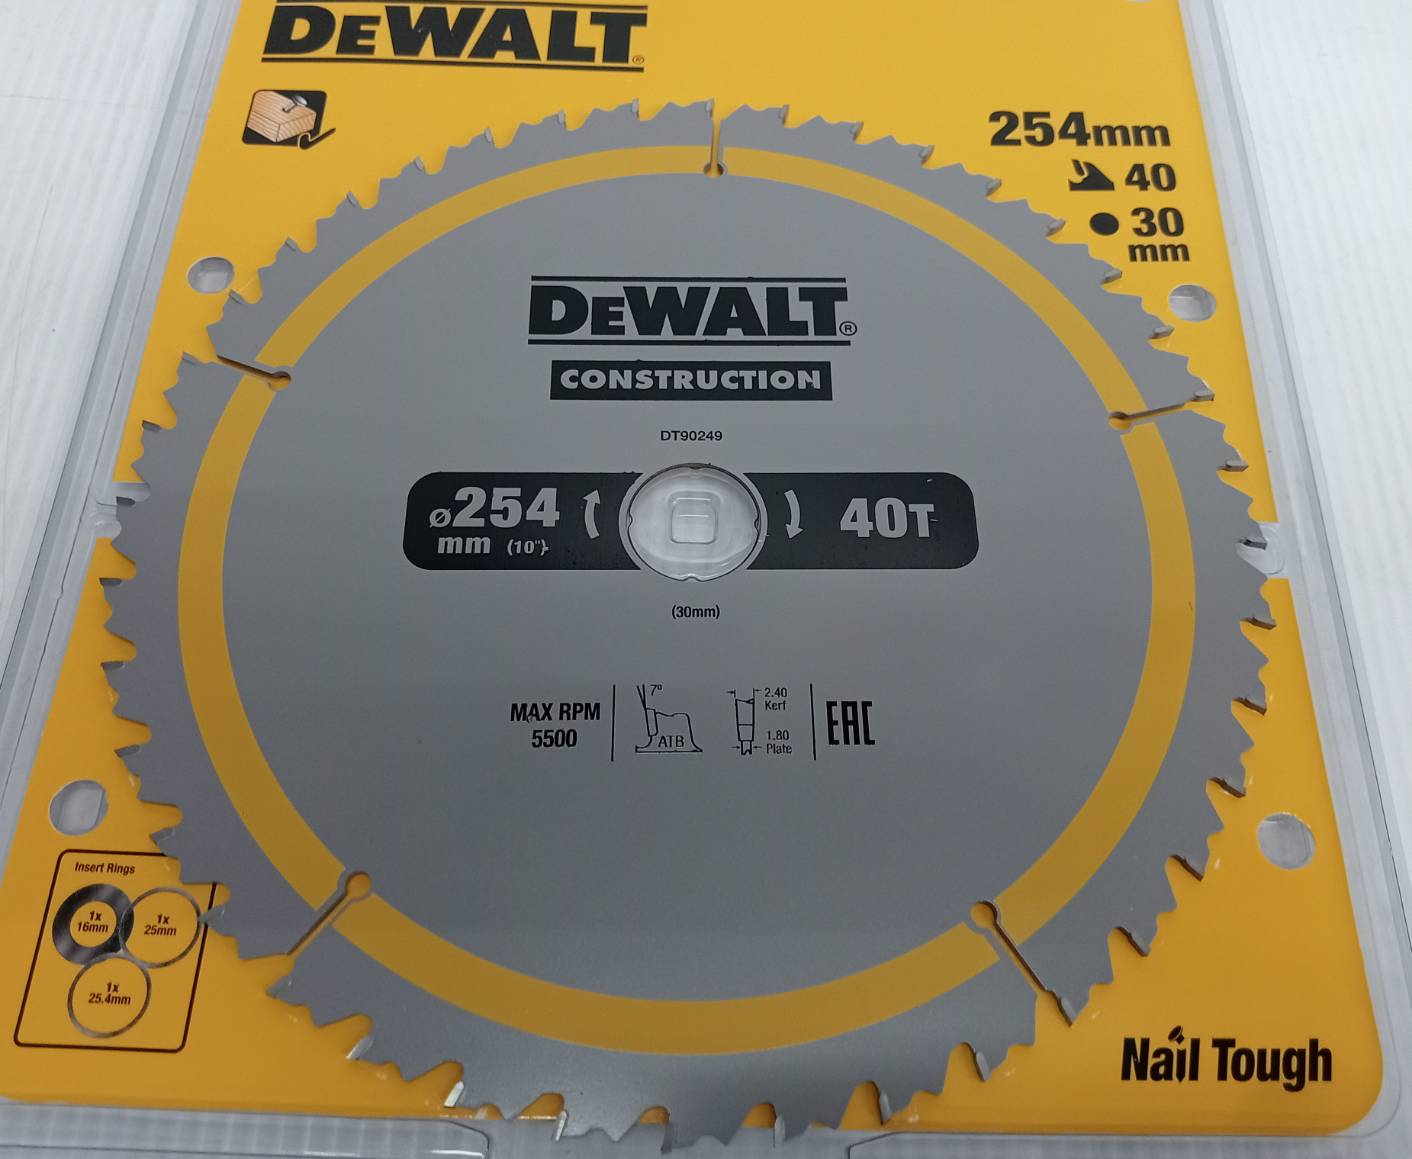 DEWALT®
254mm
40
30
mm
DEWALT®
CONSTRUCTION
DT90249
ø254
mm (10")
40T
(30mm)
MAX RPM
5500
7°
ATB
2.40
Kerf
1.80
Plate
EAC
Insert Rings
1x
16mm
1x
25mm
1x
25.4mm
Nail Tough